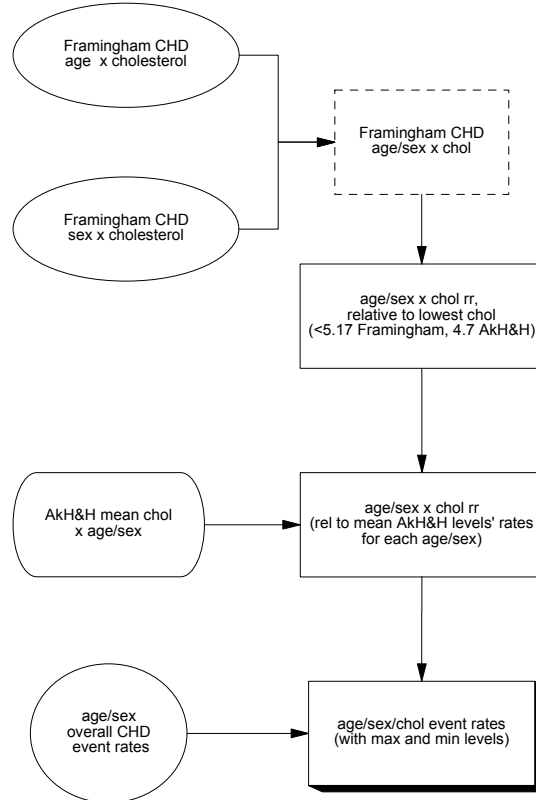 Framingham CHD
age x cholesterol
Framingham CHD
age/sex x chol
Framingham CHD
sex x cholesterol
age/sex x chol rr,
relative to lowest chol
(<5.17 Framingham, 4.7 AkH&H)
AkH&H mean chol
x age/sex
age/sex x chol rr
(rel to mean AkH&H levels' rates
for each age/sex)
age/sex
overall CHD
event rates
age/sex/chol event rates
(with max and min levels)